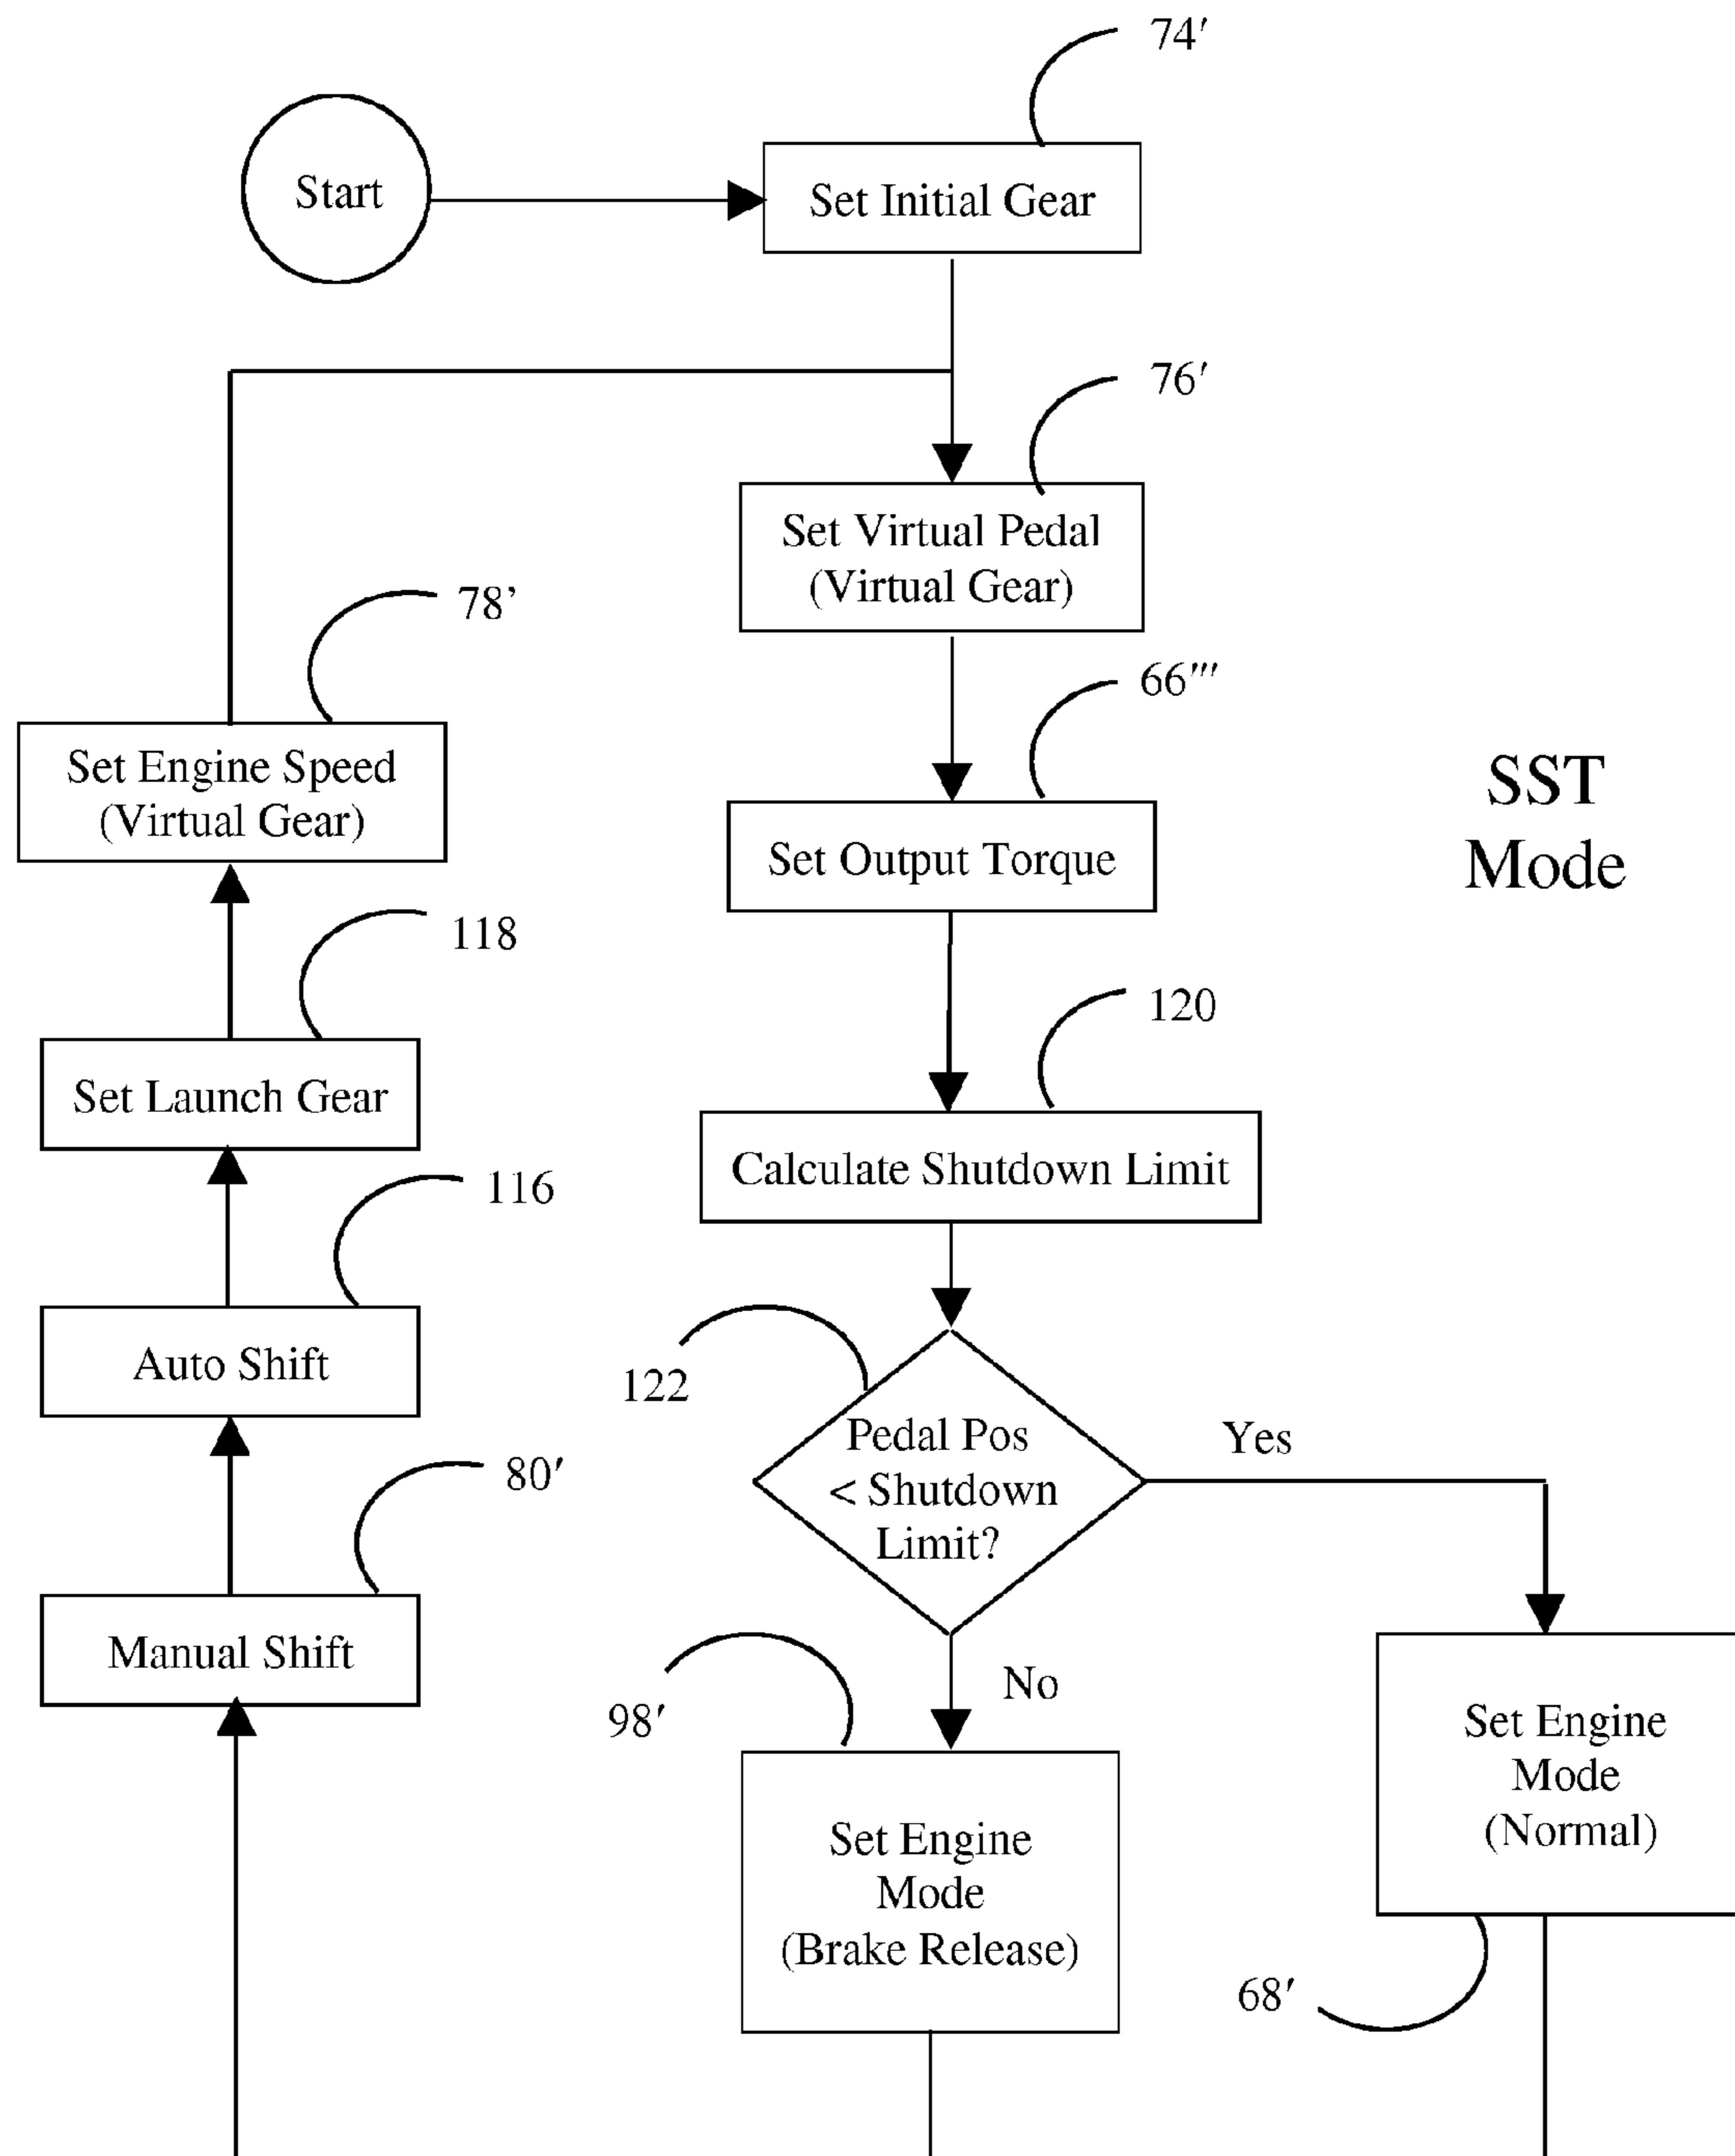 74′
Start
Set Initial Gear
76′
Set Virtual Pedal
(Virtual Gear)
78’
66‴
Set Engine Speed
(Virtual Gear)
Set Output Torque
SST
Mode
118
120
Set Launch Gear
Calculate Shutdown Limit
116
Auto Shift
122
Pedal Pos
< Shutdown
Limit?
Yes
80′
Manual Shift
No
98′
Set Engine
Mode
(Normal)
Set Engine
Mode
(Brake Release)
68′